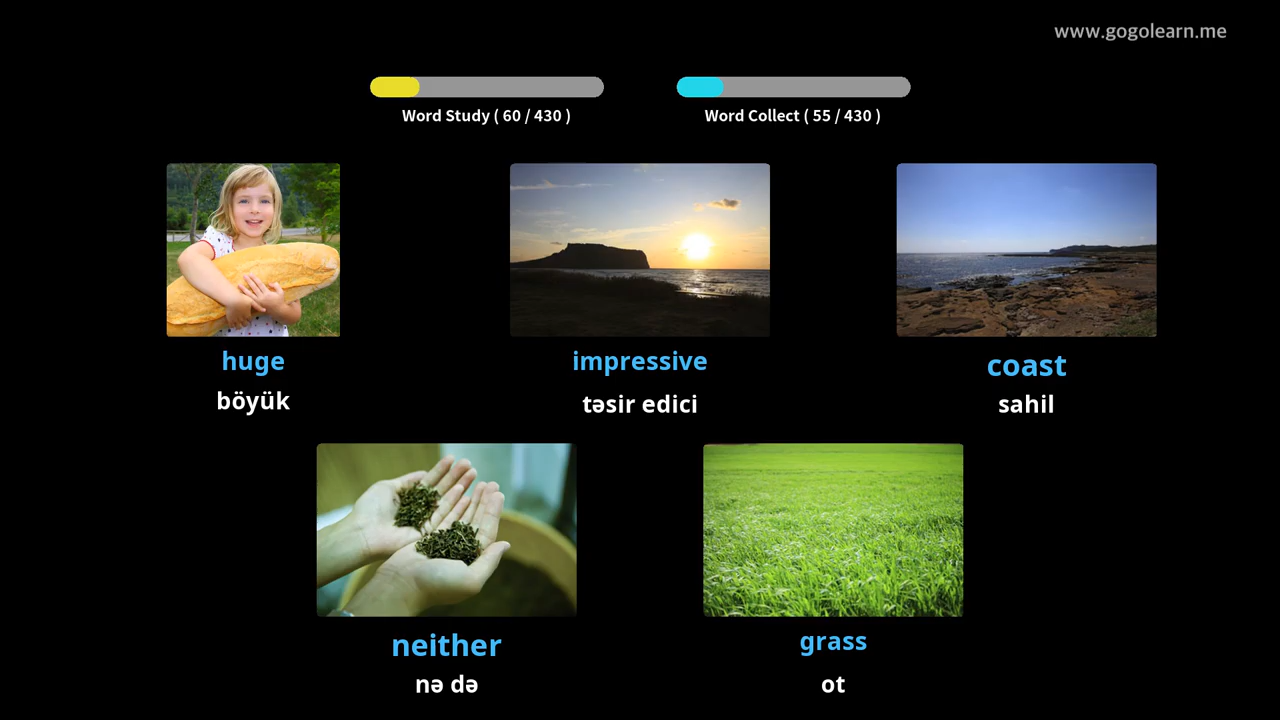 www.gogolearn.me
Word Study ( 60 / 430 )
Word Collect ( 55 / 430 )
huge
böyük
impressive
təsir edici
coast
sahil
neither
nə də
grass
ot